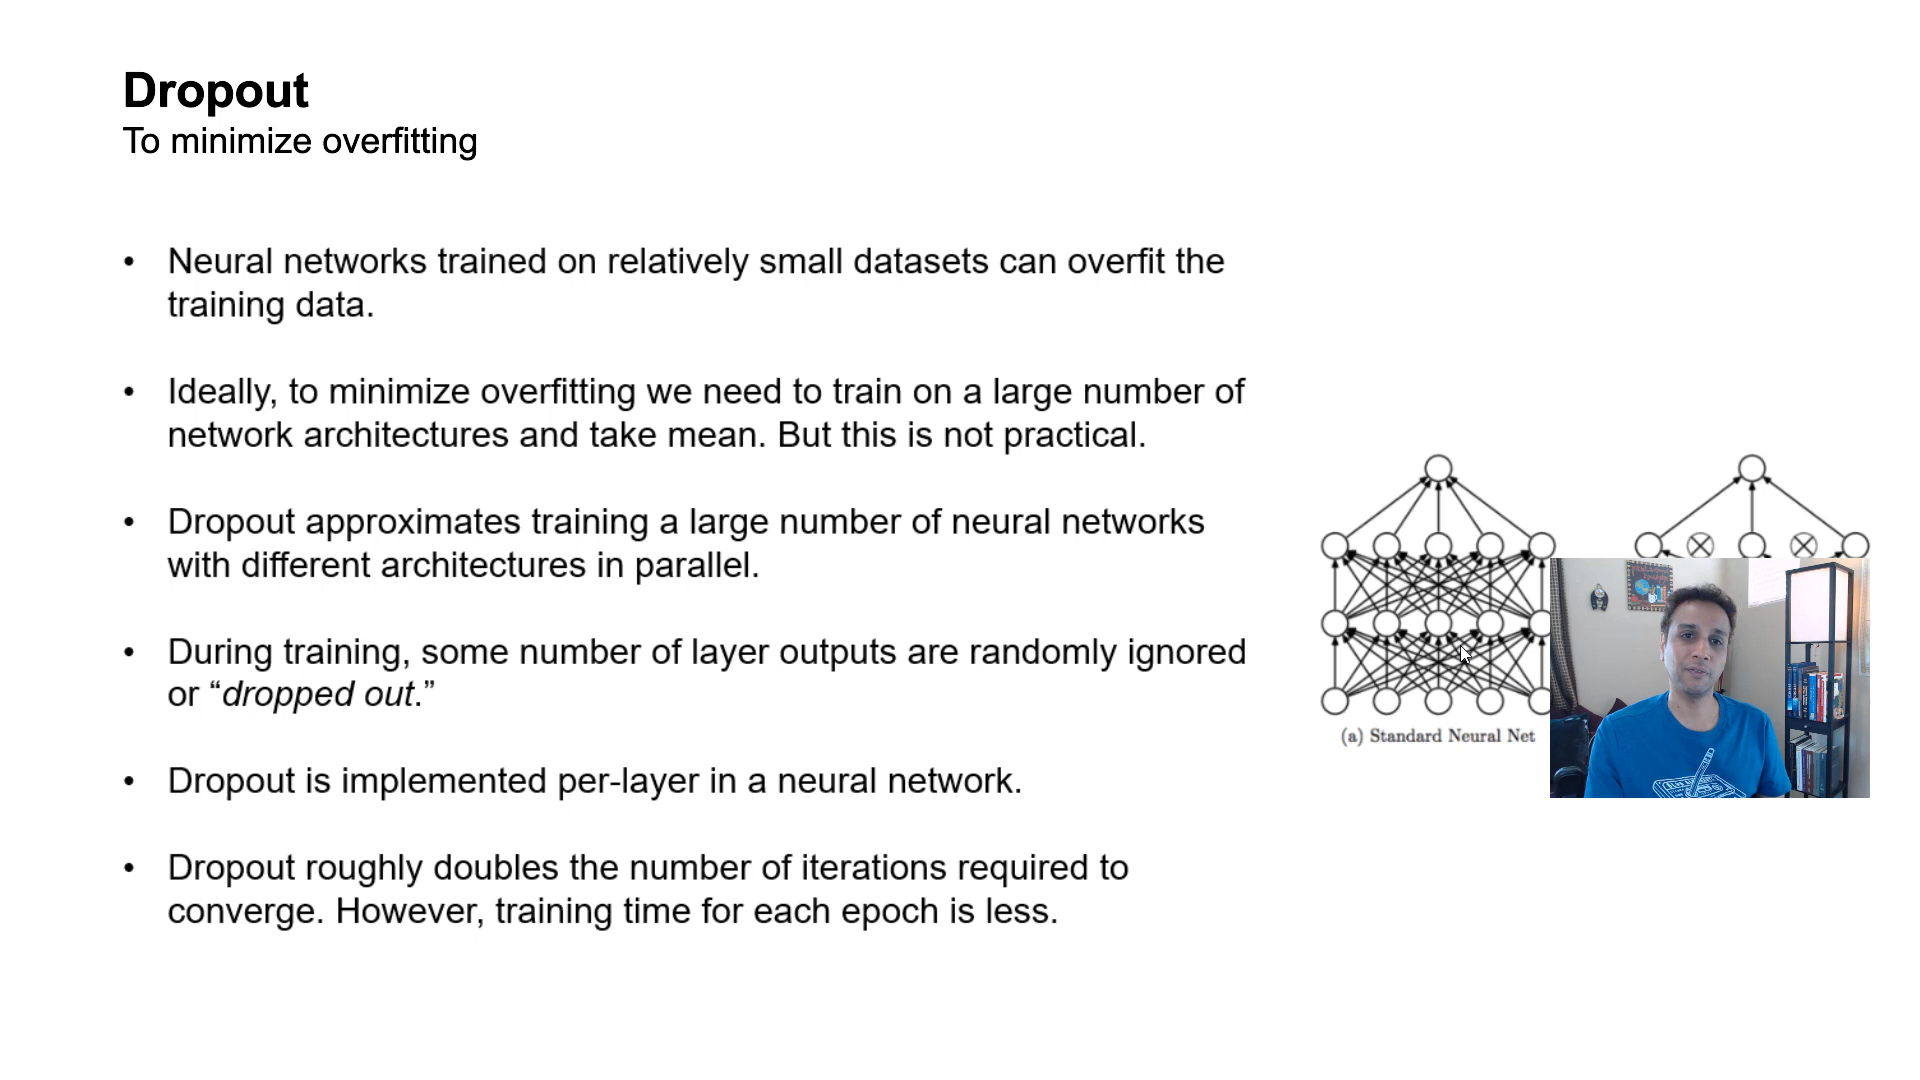 Dropout
To minimize overfitting
• Neural networks trained on relatively small datasets can overfit the
training data.
• Ideally, to minimize overfitting we need to train on a large number of
network architectures and take mean. But this is not practical.
• Dropout approximates training a large number of neural networks
with different architectures in parallel.
• During training, some number of layer outputs are randomly ignored
or “dropped out.”
• Dropout is implemented per-layer in a neural network.
• Dropout roughly doubles the number of iterations required to
converge. However, training time for each epoch is less.
(a) Standard Neural Net